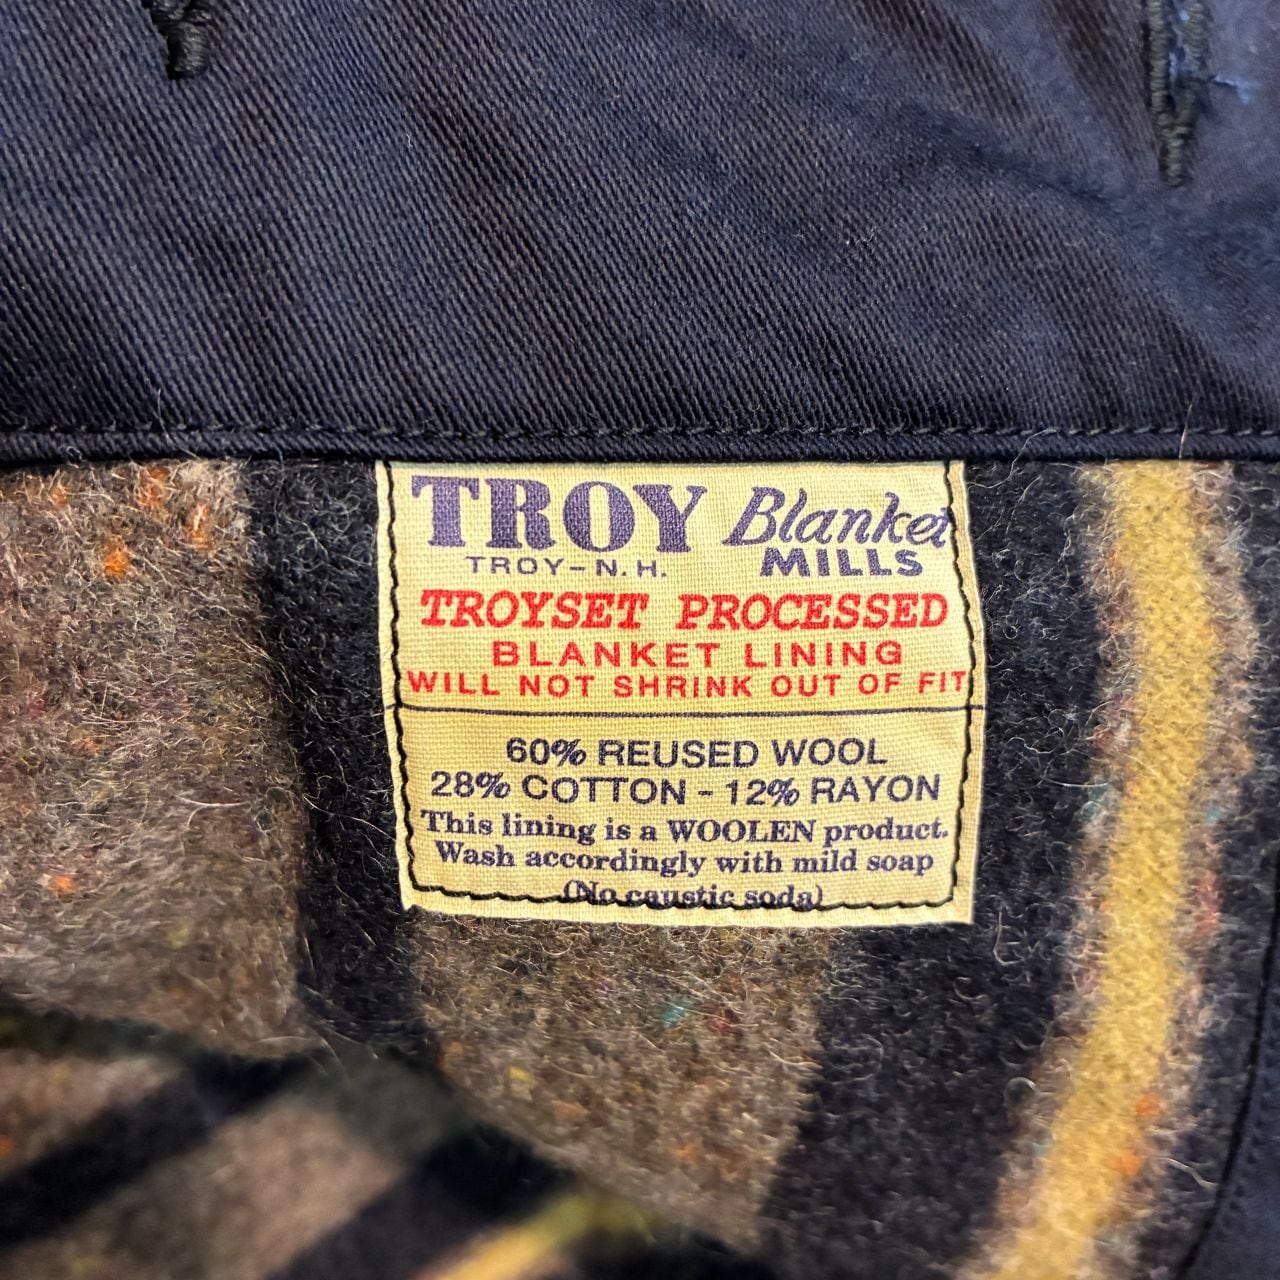 TROY Blanket
TROY-N.H. MILLS
TROYSET PROCESSED
BLANKET LINING
WILL NOT SHRINK OUT OF FIT
60% REUSED WOOL
28% COTTON - 12% RAYON
This lining is a WOOLEN product.
Wash accordingly with mild soap
(No caustic soda)